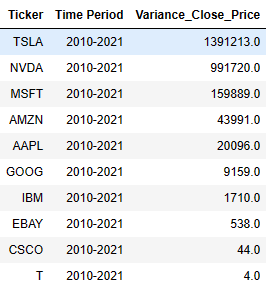 Ticker Time Period Variance_Close_Price
TSLA 2010-2021 1391213.0
NVDA 2010-2021 991720.0
MSFT 2010-2021 159889.0
AMZN 2010-2021 43991.0
AAPL 2010-2021 20096.0
GOOG 2010-2021 9159.0
IBM 2010-2021 1710.0
EBAY 2010-2021 538.0
CSCO 2010-2021 44.0
T 2010-2021 4.0